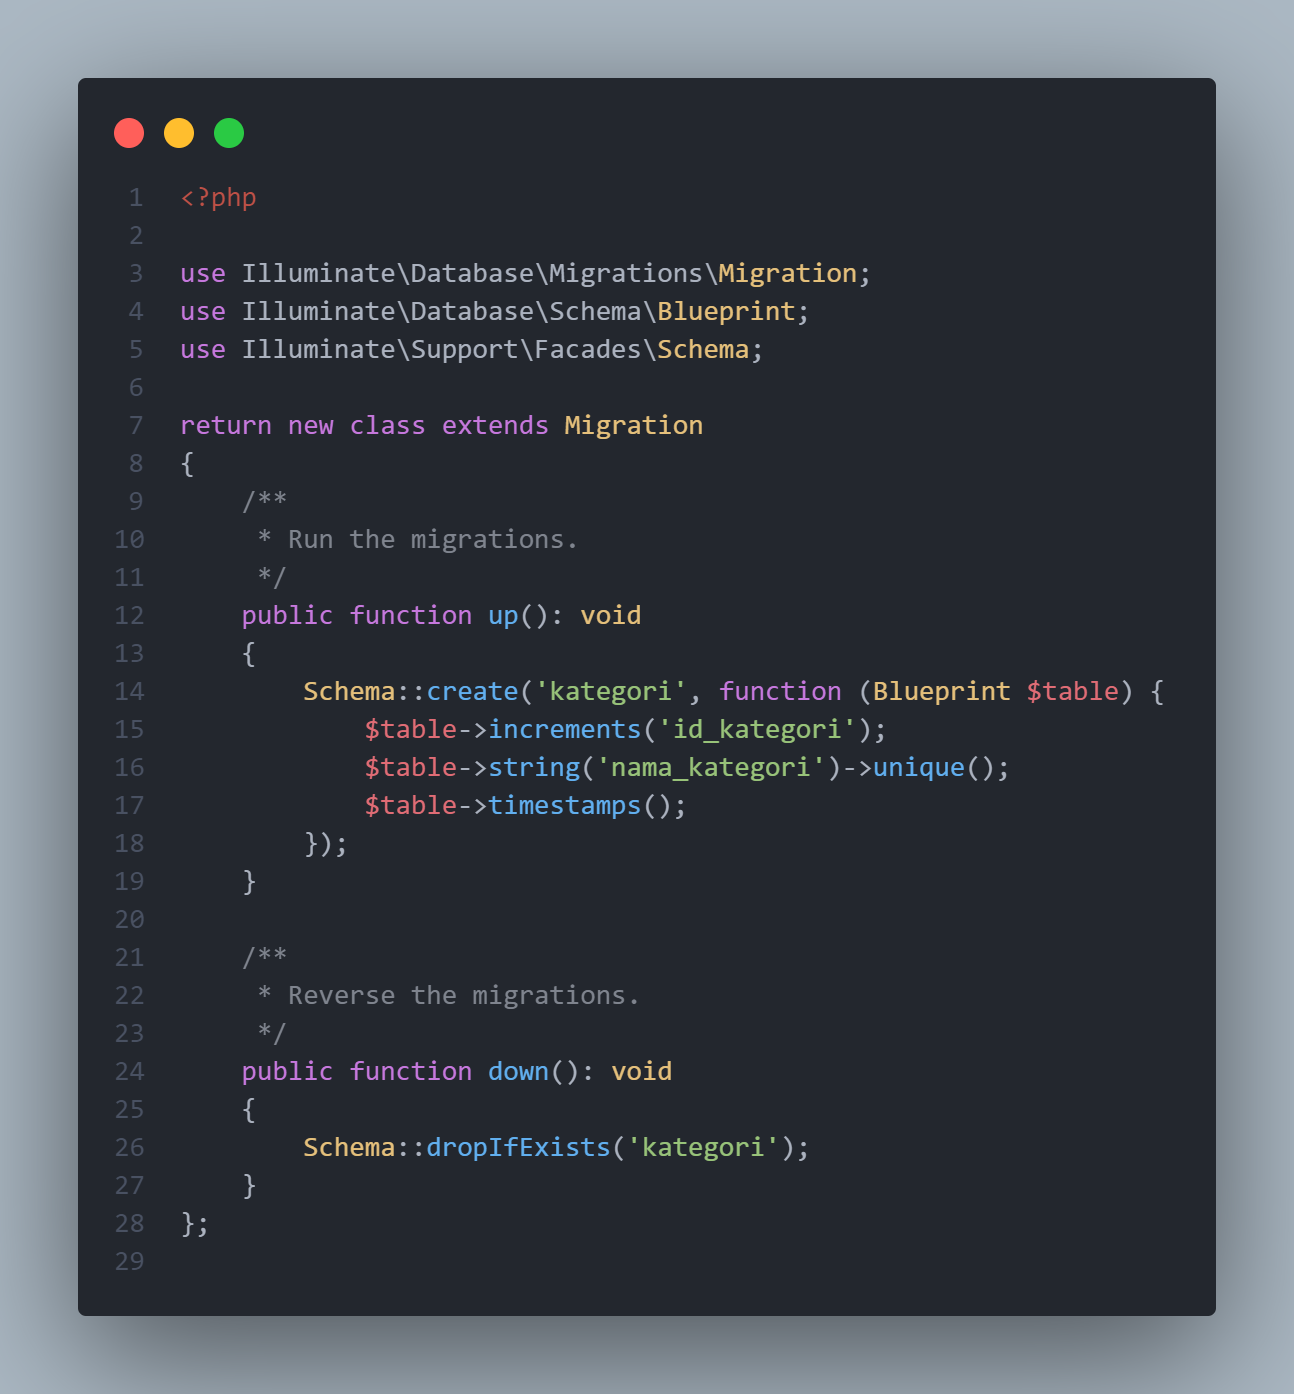 1 <?php
2
3 use Illuminate\Database\Migrations\Migration;
4 use Illuminate\Database\Schema\Blueprint;
5 use Illuminate\Support\Facades\Schema;
6
7 return new class extends Migration
8 {
9     /**
10      * Run the migrations.
11      */
12     public function up(): void
13     {
14         Schema::create('kategori', function (Blueprint $table) {
15             $table->increments('id_kategori');
16             $table->string('nama_kategori')->unique();
17             $table->timestamps();
18         });
19     }
20
21     /**
22      * Reverse the migrations.
23      */
24     public function down(): void
25     {
26         Schema::dropIfExists('kategori');
27     }
28 };
29